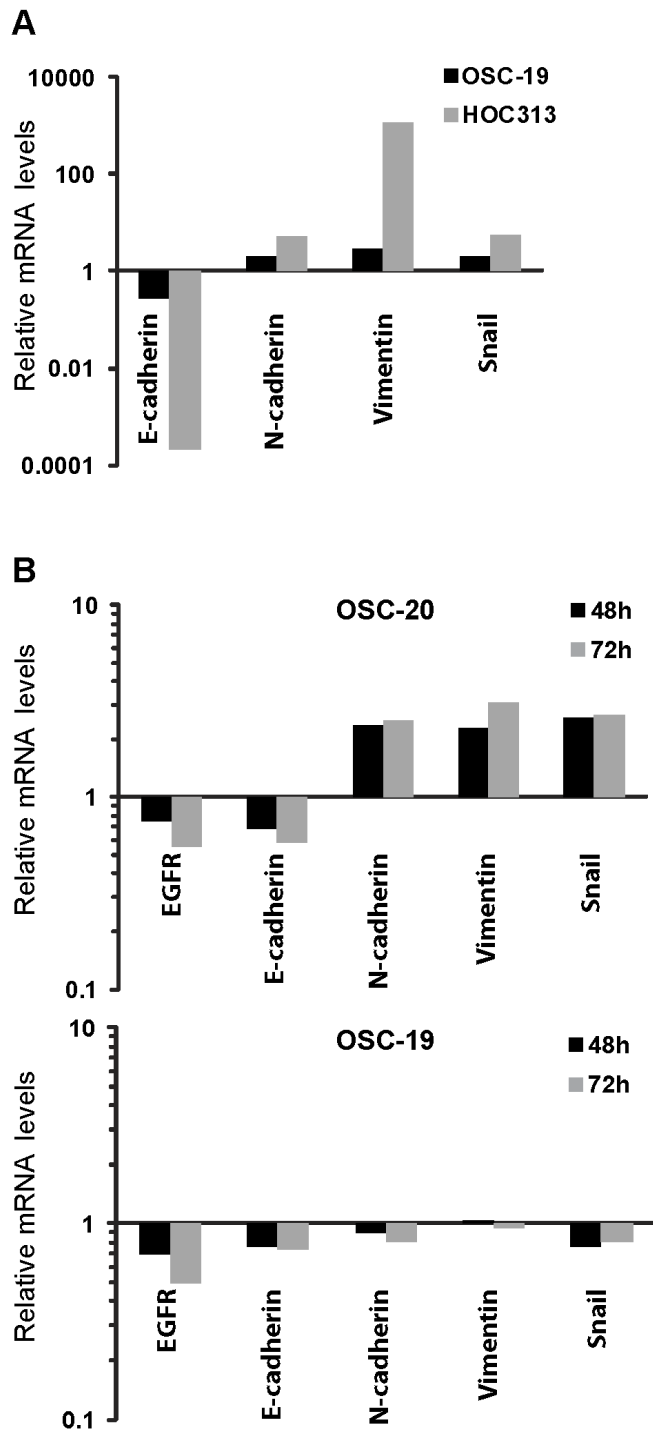 A
OSC-19
HOC313
Relative mRNA levels
10000
100
1
0.01
0.0001
E-cadherin
N-cadherin
Vimentin
Snail
B
OSC-20
48h
72h
Relative mRNA levels
10
1
0.1
EGFR
E-cadherin
N-cadherin
Vimentin
Snail
OSC-19
48h
72h
Relative mRNA levels
10
1
0.1
EGFR
E-cadherin
N-cadherin
Vimentin
Snail